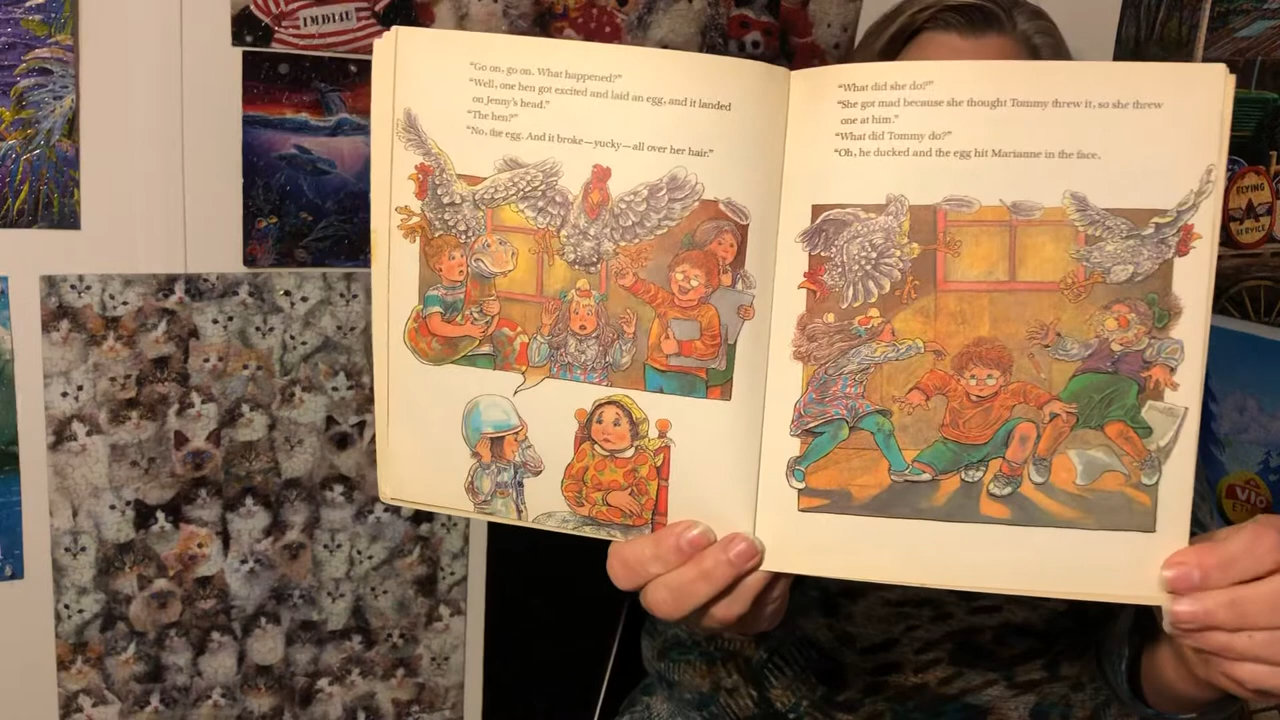 IMDI4U
"Go on, go on. What happened?"
"Well, one hen got excited and laid an egg, and it landed
on Jenny's head."
"The hen?"
"No, the egg. And it broke—yucky—all over her hair."
"What did she do?"
"She got mad because she thought Tommy threw it, so she threw
one at him."
"What did Tommy do?"
"Oh, he ducked and the egg hit Marianne in the face.
FLYING
SERVICE
VIO